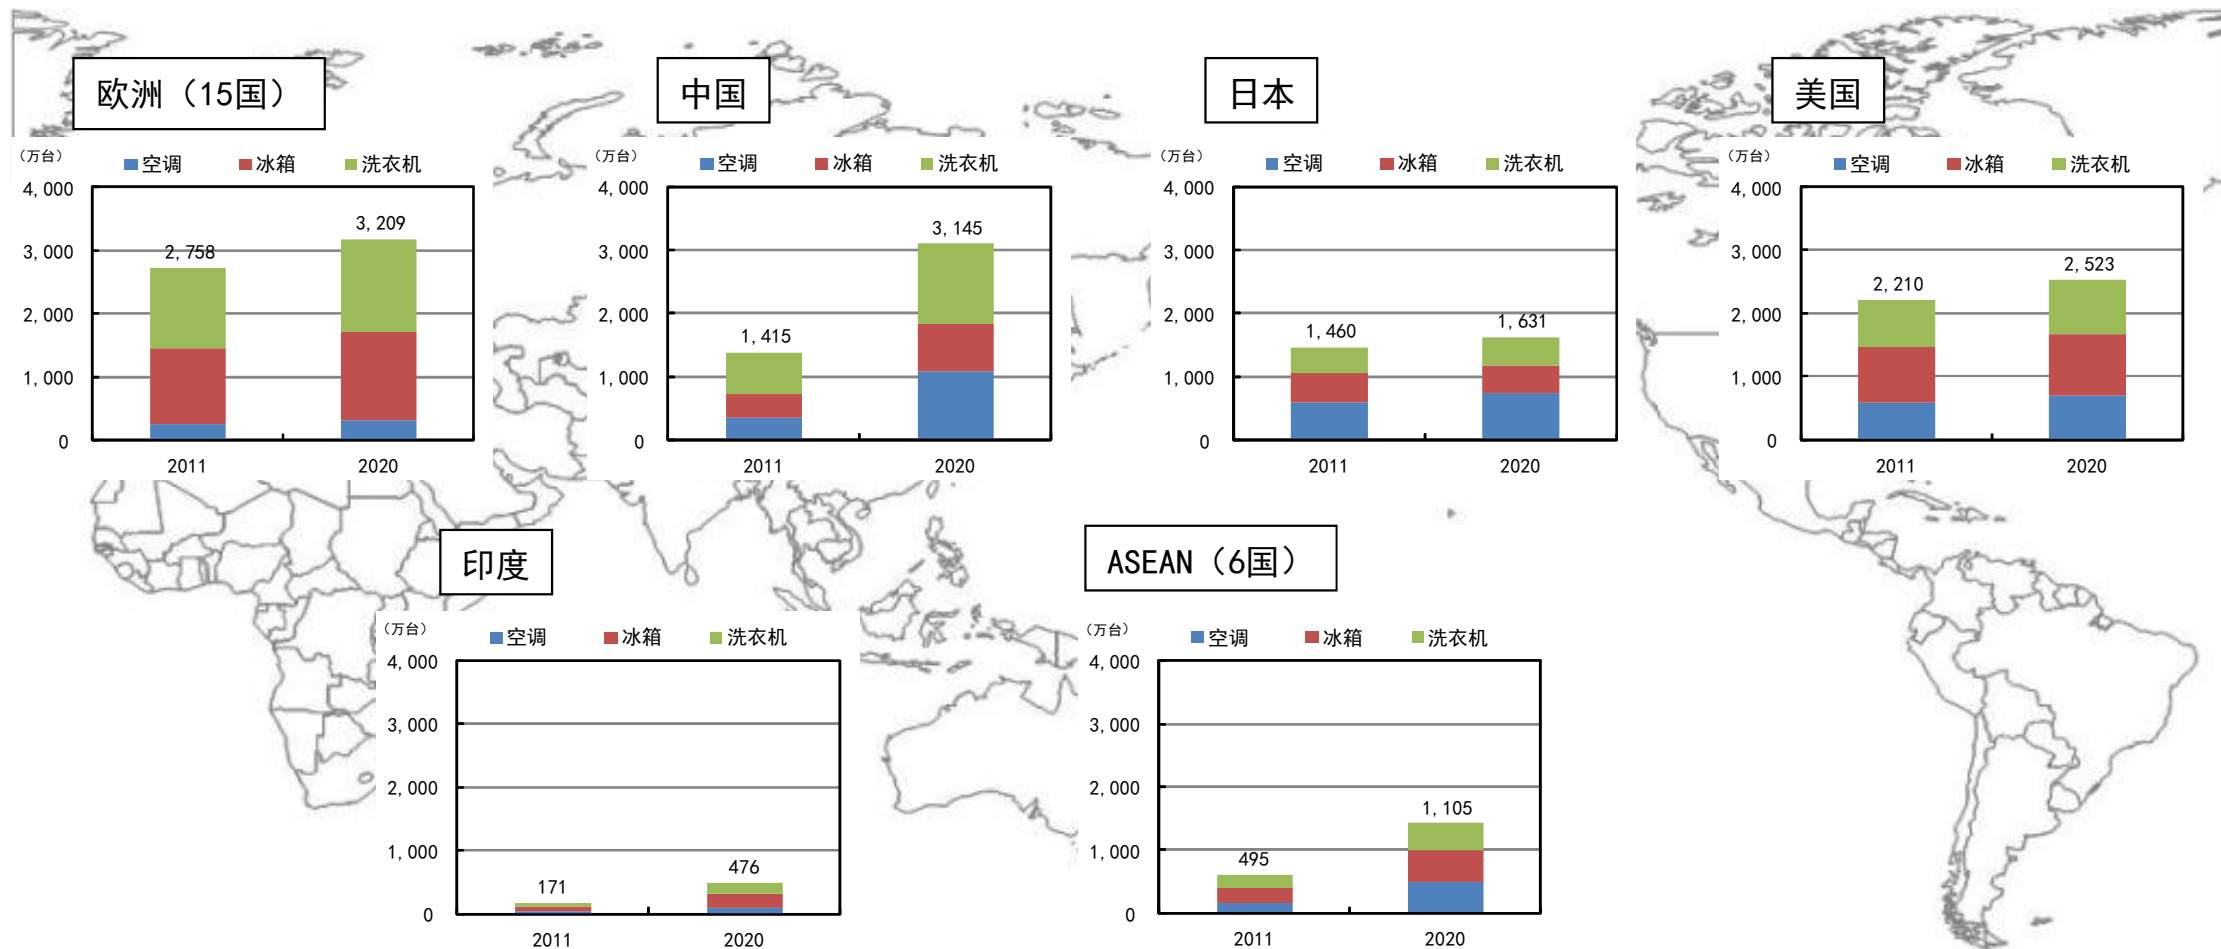 欧洲（15国）
中国
日本
美国
（万台）
空调 冰箱 洗衣机
4,000
3,000
2,000
1,000
0
2,758
3,209
2011 2020
（万台）
空调 冰箱 洗衣机
4,000
3,000
2,000
1,000
0
1,415
3,145
2011 2020
（万台）
空调 冰箱 洗衣机
4,000
3,000
2,000
1,000
0
1,460
1,631
2011 2020
（万台）
空调 冰箱 洗衣机
4,000
3,000
2,000
1,000
0
2,210
2,523
2011 2020
印度
ASEAN（6国）
（万台）
空调 冰箱 洗衣机
4,000
3,000
2,000
1,000
0
171
476
2011 2020
（万台）
空调 冰箱 洗衣机
4,000
3,000
2,000
1,000
0
495
1,105
2011 2020